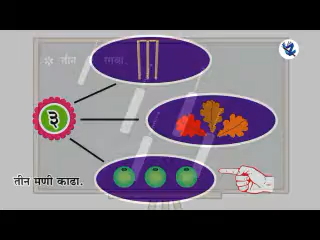 तीन
३
तीन मणी काढा.